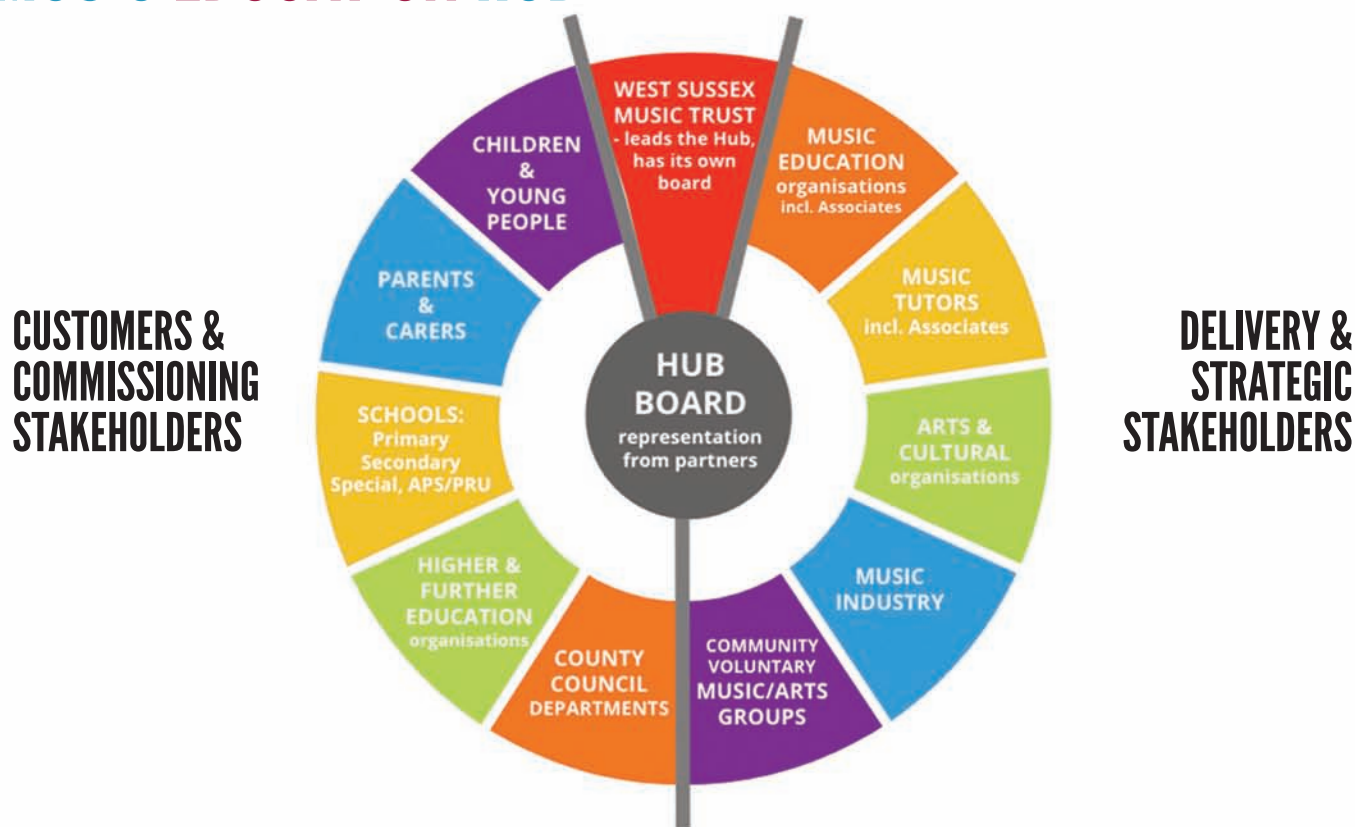 MUSIC EDUCATION HUB
WEST SUSSEX
MUSIC TRUST
- leads the Hub,
has its own
board
MUSIC
EDUCATION
organisations
incl. Associates
MUSIC
TUTORS
incl. Associates
ARTS &
CULTURAL
organisations
MUSIC
INDUSTRY
COMMUNITY
VOLUNTARY
MUSIC/ARTS
GROUPS
COUNTY
COUNCIL
DEPARTMENTS
HIGHER &
FURTHER
EDUCATION
organisations
SCHOOLS:
Primary
Secondary
Special, APS/PRU
PARENTS
&
CARERS
CHILDREN
&
YOUNG
PEOPLE
HUB
BOARD
representation
from partners
CUSTOMERS &
COMMISSIONING
STAKEHOLDERS
DELIVERY &
STRATEGIC
STAKEHOLDERS